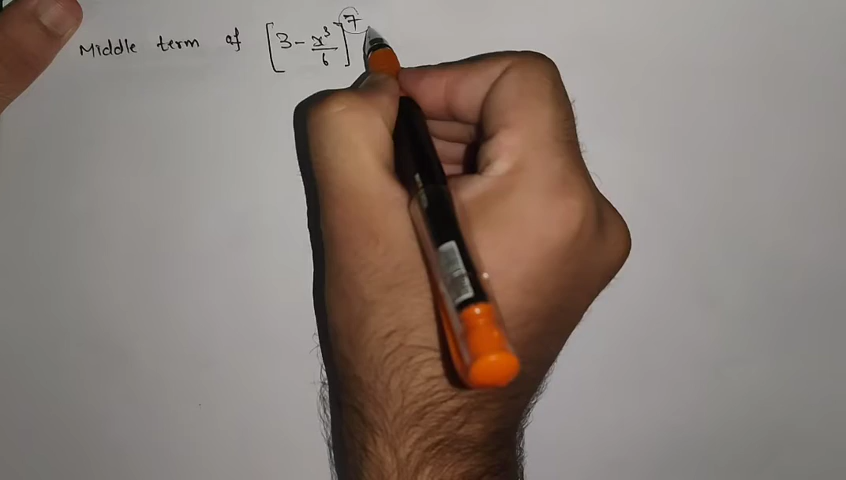 Middle term of [3 - x³/6]⁷